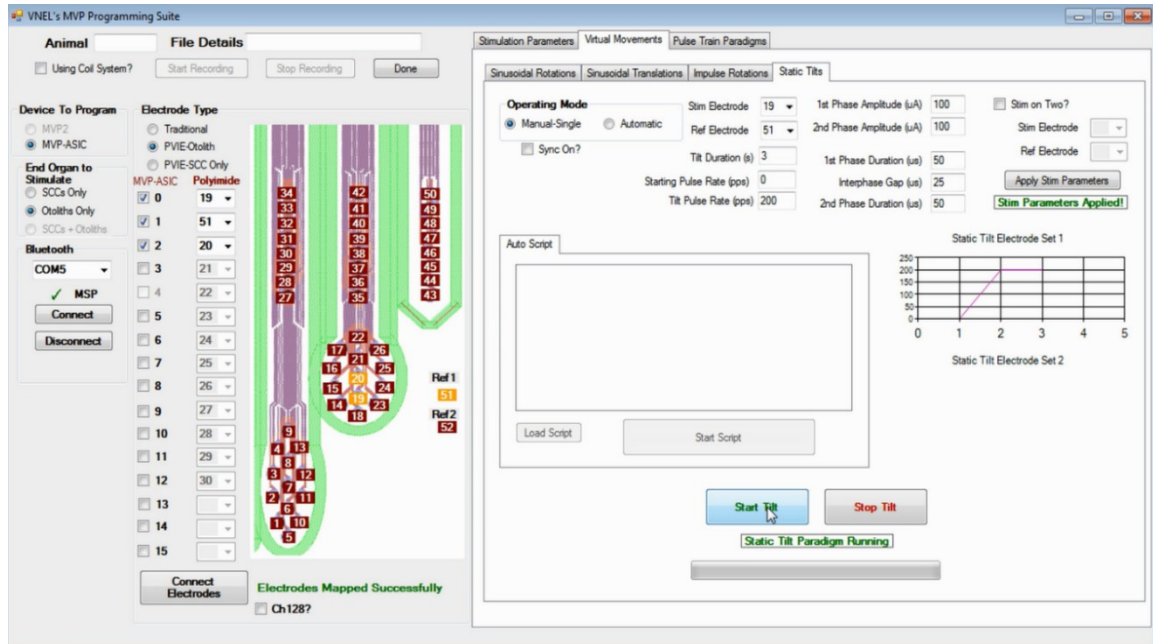 VNEL's MVP Programming Suite
Animal
File Details
Using Coil System?
Start Recording
Stop Recording
Done
Device To Program
MVP2
MVP-ASIC
End Organ to
Stimulate
SCCs Only
Otoliths Only
SCCs + Otoliths
Bluetooth
COM5
✓ MSP
Connect
Disconnect
Electrode Type
Traditional
PVIE-Otolith
PVIE-SCC Only
MVP-ASIC Polyimide
0 19
1 51
2 20
3 21
4 22
5 23
6 24
7 25
8 26
9 27
10 28
11 29
12 30
13
14
15
Connect
Electrodes
Electrodes Mapped Successfully
Ch128?
34 42 50
33 41 49
32 40 48
31 39 47
30 38 46
29 37 45
28 36 44
27 35 43
22
17 26
21
16 25
20
15 24
19
14 23
18
Ref1
51
Ref2
52
9
4 13
8
3 12
7
2 11
6
1 10
5
Stimulation Parameters Virtual Movements Pulse Train Paradigms
Sinusoidal Rotations Sinusoidal Translations Impulse Rotations Static Tilts
Operating Mode
Manual-Single Automatic
Sync On?
Stim Electrode 19
Ref Electrode 51
Tilt Duration (s) 3
Starting Pulse Rate (pps) 0
Tilt Pulse Rate (pps) 200
1st Phase Amplitude (uA) 100
2nd Phase Amplitude (uA) 100
1st Phase Duration (us) 50
Interphase Gap (us) 25
2nd Phase Duration (us) 50
Stim on Two?
Stim Electrode
Ref Electrode
Apply Stim Parameters
Stim Parameters Applied!
Auto Script
Load Script
Start Script
Static Tilt Electrode Set 1
250
200
150
100
50
0
0 1 2 3 4 5
Static Tilt Electrode Set 2
Start Tilt
Stop Tilt
Static Tilt Paradigm Running